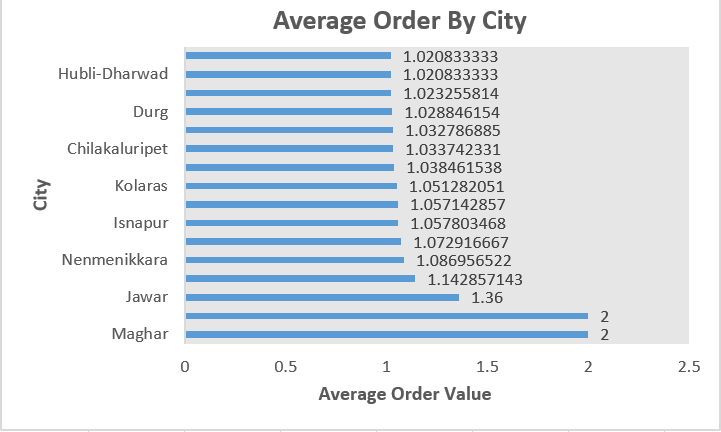 Average Order By City
1.020833333
Hubli-Dharwad 1.020833333
1.023255814
Durg 1.028846154
1.032786885
Chilakaluripet 1.033742331
1.038461538
Kolaras 1.051282051
1.057142857
Isnapur 1.057803468
1.072916667
Nenmenikkara 1.086956522
1.142857143
Jawar 1.36
2
Maghar 2
City
0 0.5 1 1.5 2 2.5
Average Order Value